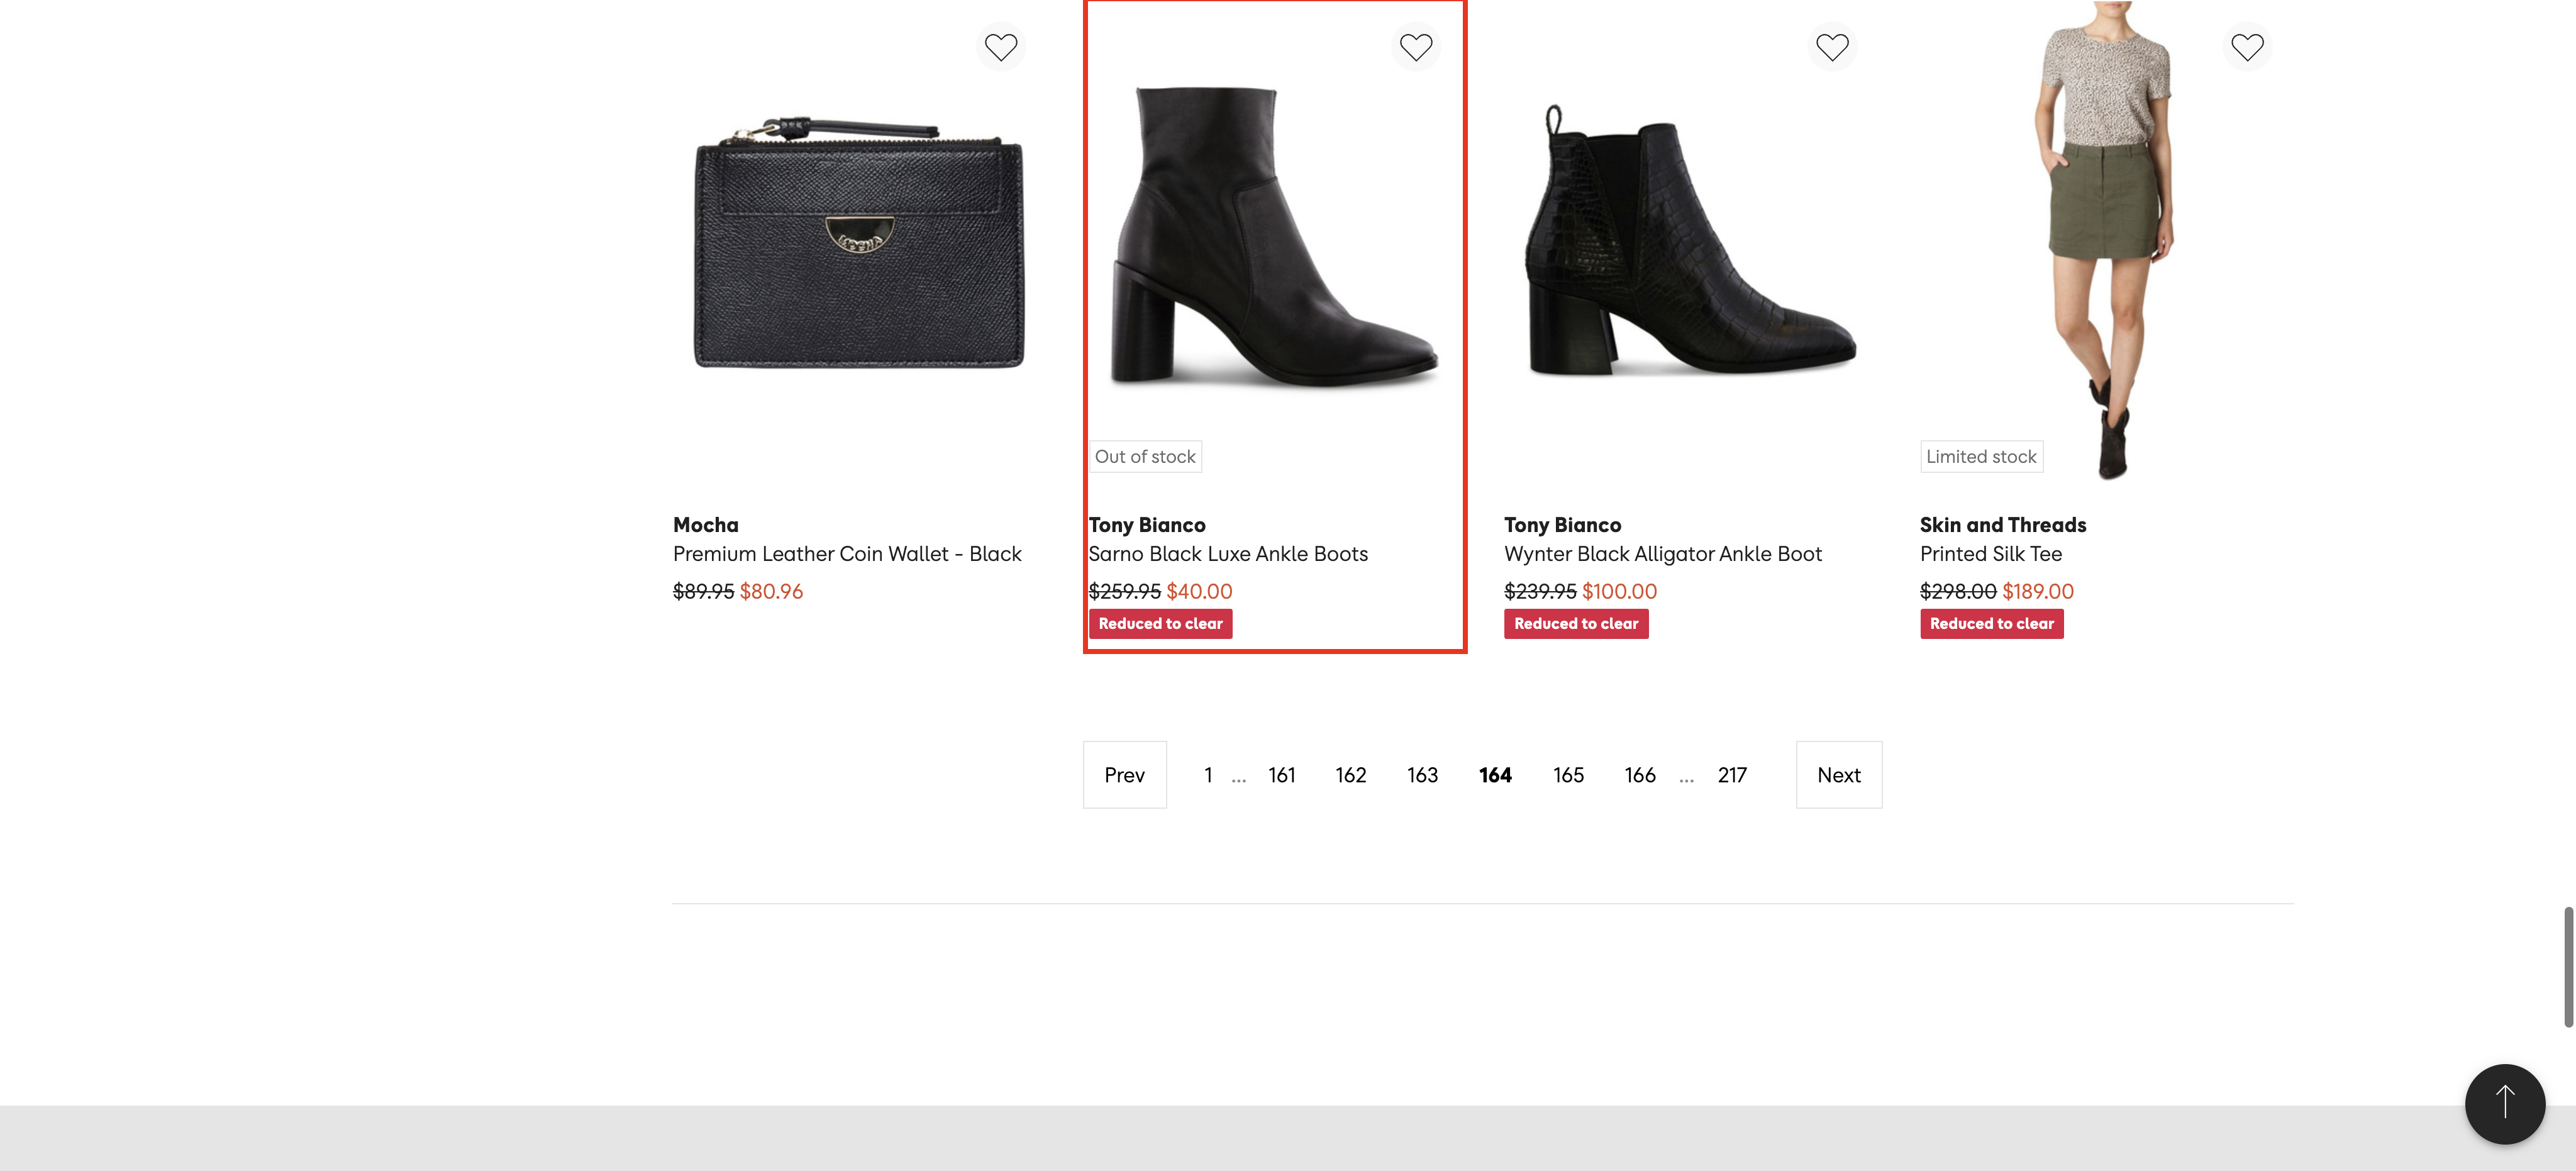 MOCHA
Out of stock
Limited stock
Mocha
Premium Leather Coin Wallet - Black
$89.95 $80.96
Tony Bianco
Sarno Black Luxe Ankle Boots
$259.95 $40.00
Reduced to clear
Tony Bianco
Wynter Black Alligator Ankle Boot
$239.95 $100.00
Reduced to clear
Skin and Threads
Printed Silk Tee
$298.00 $189.00
Reduced to clear
Prev 1 ... 161 162 163 164 165 166 ... 217 Next